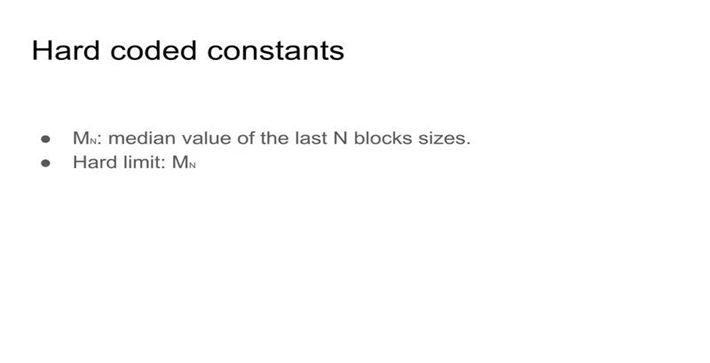 Hard coded constants
● MN: median value of the last N blocks sizes.
● Hard limit: MN